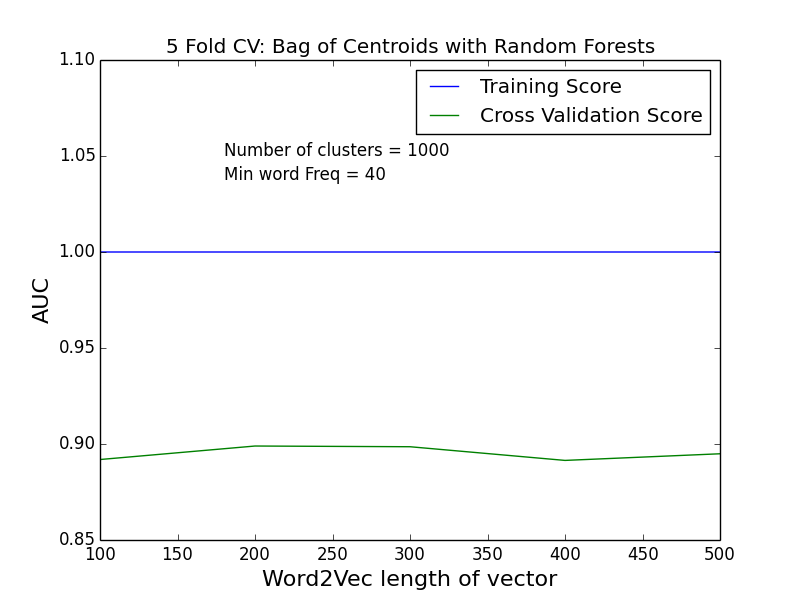 5 Fold CV: Bag of Centroids with Random Forests
1.10
Training Score
Cross Validation Score
Number of clusters = 1000
1.05
Min word Freq = 40
1.00
AUC
0.95
0.90
0.85
100 150 200 250 300 350 400 450 500
Word2Vec length of vector